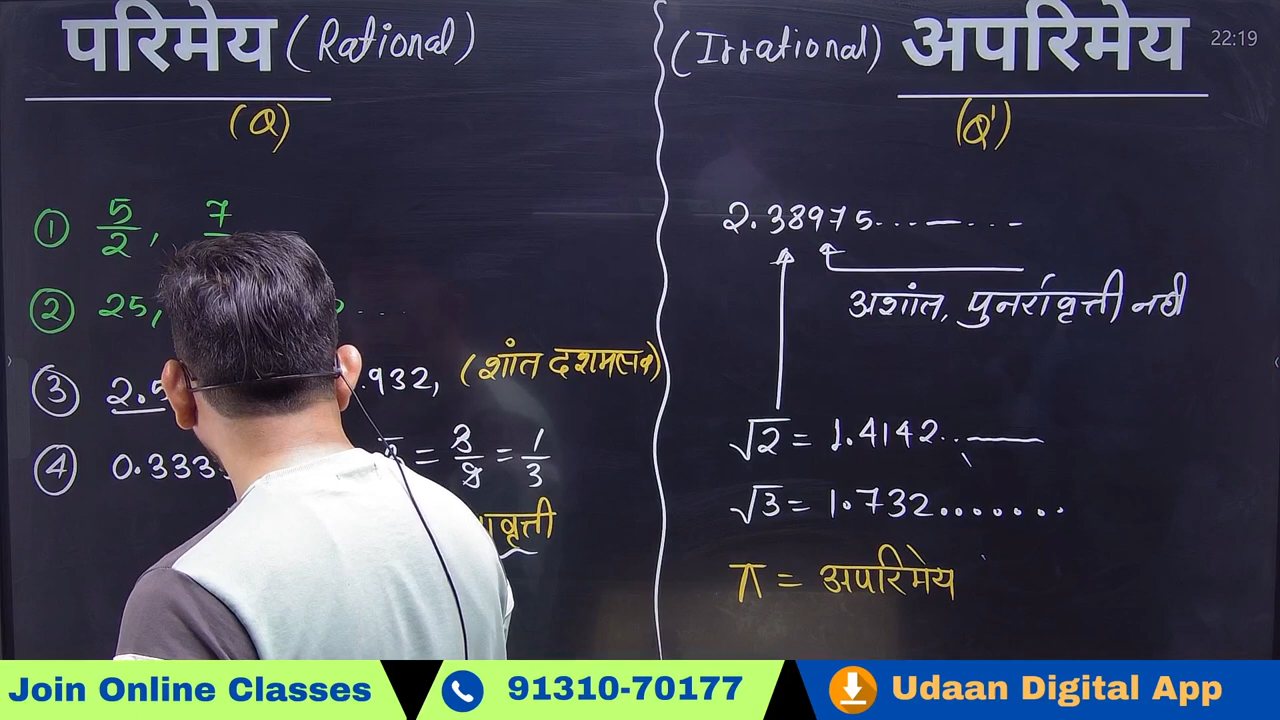 परिमेय (Rational)
(Q)
① 5/2, 7
② 25,
③ 2.5 .932, (शांत दशमलव)
④ 0.333 = 3/9 = 1/3
वृत्ती
(Irrational) अपरिमेय
22:19
(Q')
2.38975...—...—
अशांत, पुनर्रावृत्ती नही
√2 = 1.4142..——
√3 = 1.732.......
π = अपरिमेय
Join Online Classes
91310-70177
Udaan Digital App